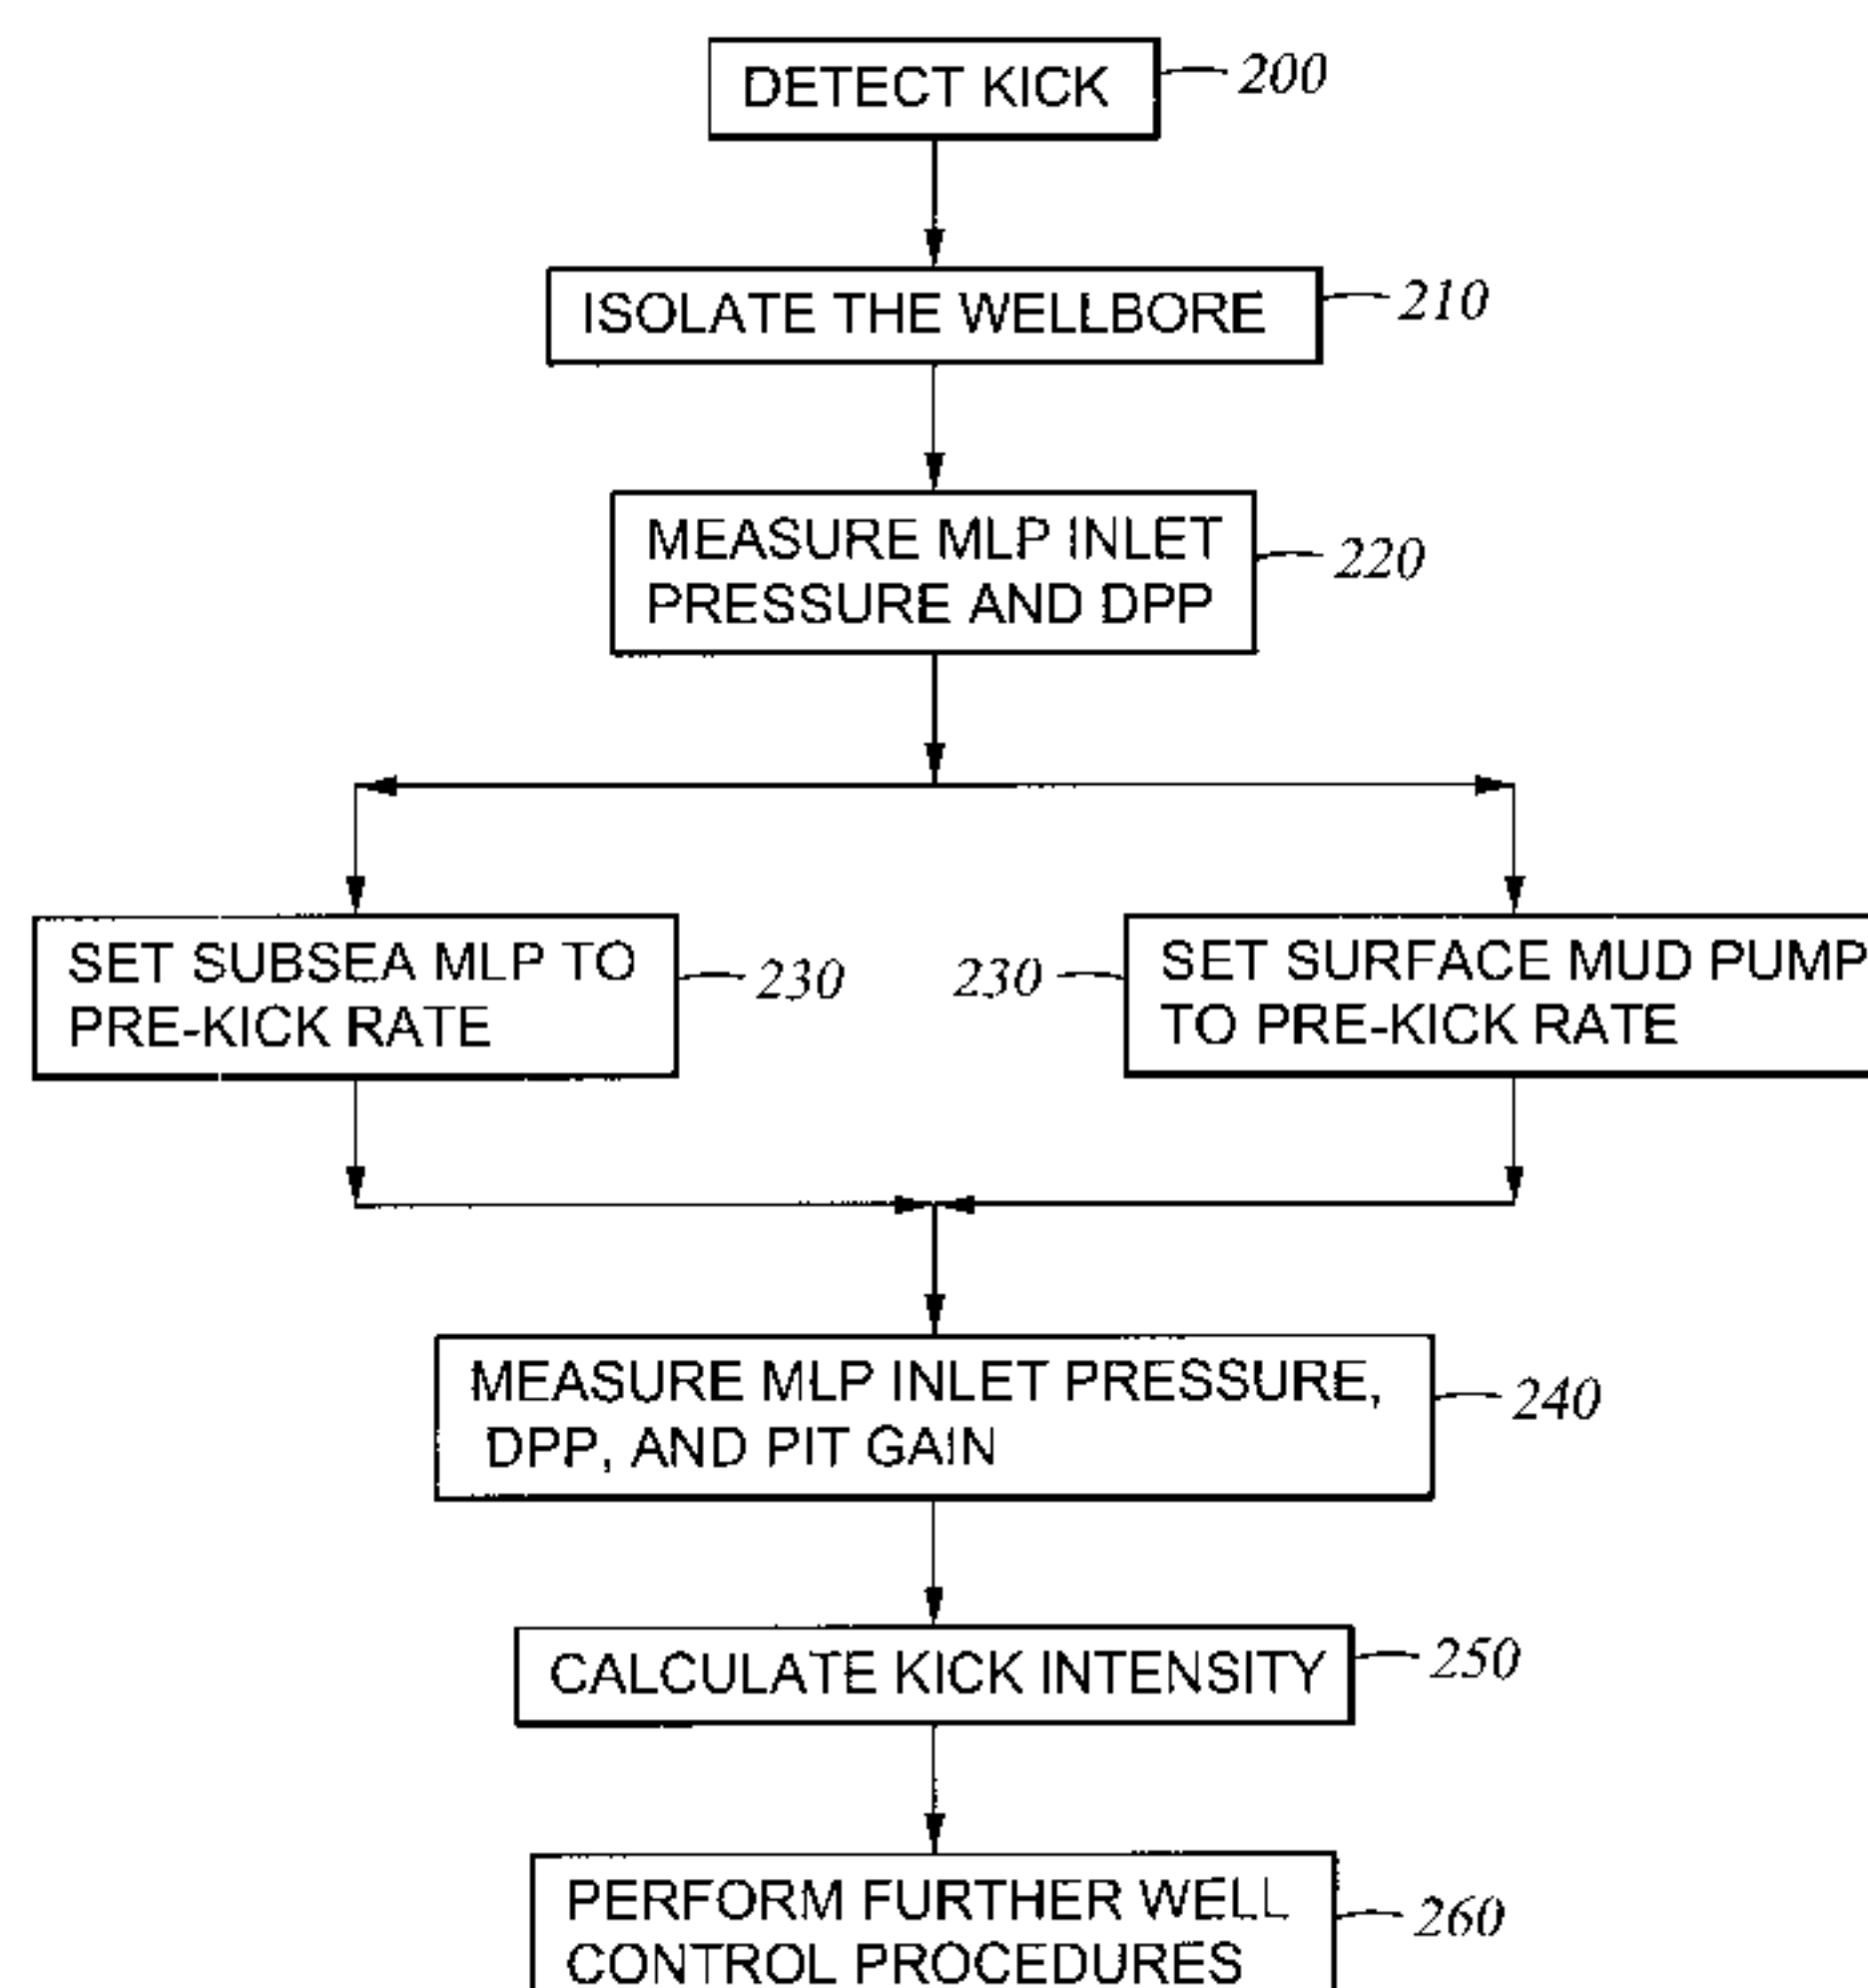 DETECT KICK
200
ISOLATE THE WELLBORE
210
MEASURE MLP INLET
PRESSURE AND DPP
220
SET SUBSEA MLP TO
PRE-KICK RATE
230
230
SET SURFACE MUD PUMP
TO PRE-KICK RATE
MEASURE MLP INLET PRESSURE,
DPP, AND PIT GAIN
240
CALCULATE KICK INTENSITY
250
PERFORM FURTHER WELL
CONTROL PROCEDURES
260